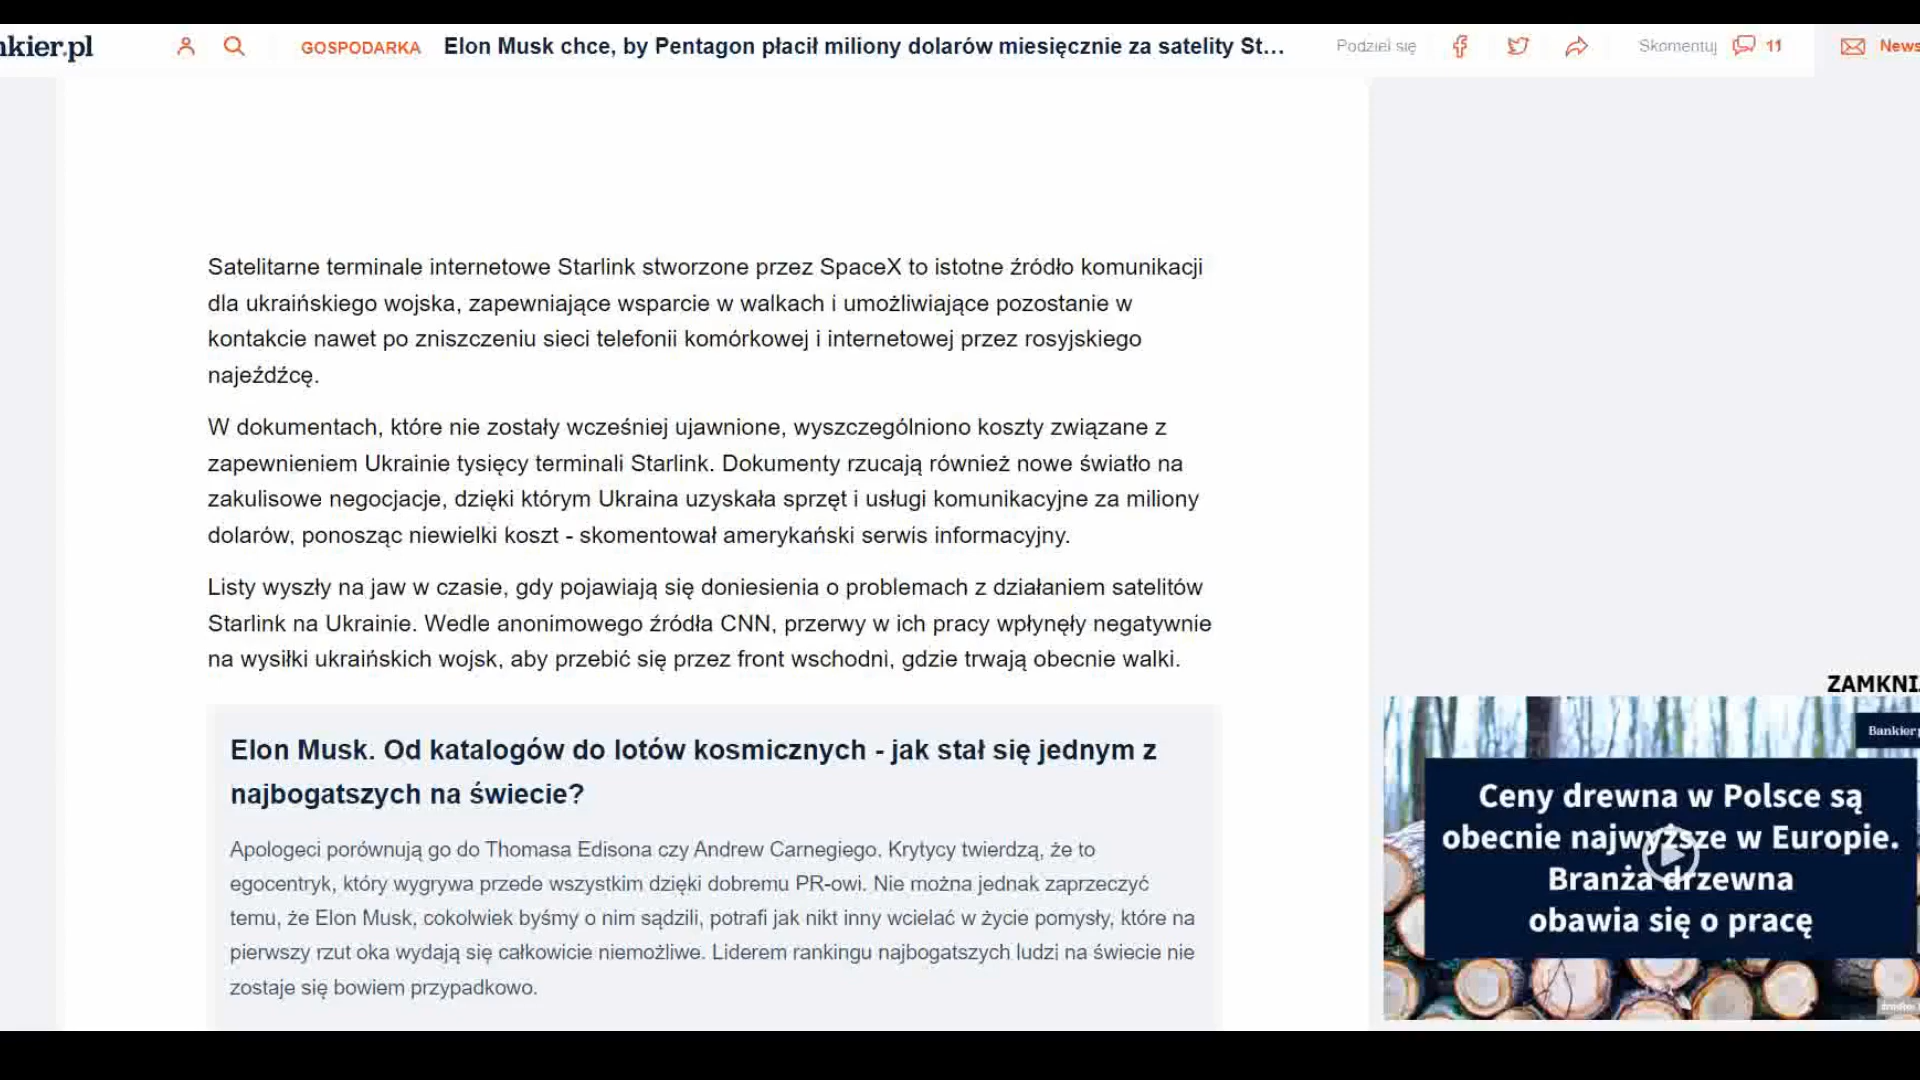 nkier.pl
GOSPODARKA
Elon Musk chce, by Pentagon płacił miliony dolarów miesięcznie za satelity St...
Podziel się
Skomentuj 11
News
Satelitarne terminale internetowe Starlink stworzone przez SpaceX to istotne źródło komunikacji
dla ukraińskiego wojska, zapewniające wsparcie w walkach i umożliwiające pozostanie w
kontakcie nawet po zniszczeniu sieci telefonii komórkowej i internetowej przez rosyjskiego
najeźdźcę.
W dokumentach, które nie zostały wcześniej ujawnione, wyszczególniono koszty związane z
zapewnieniem Ukrainie tysięcy terminali Starlink. Dokumenty rzucają również nowe światło na
zakulisowe negocjacje, dzięki którym Ukraina uzyskała sprzęt i usługi komunikacyjne za miliony
dolarów, ponosząc niewielki koszt - skomentował amerykański serwis informacyjny.
Listy wyszły na jaw w czasie, gdy pojawiają się doniesienia o problemach z działaniem satelitów
Starlink na Ukrainie. Wedle anonimowego źródła CNN, przerwy w ich pracy wpłynęły negatywnie
na wysiłki ukraińskich wojsk, aby przebić się przez front wschodni, gdzie trwają obecnie walki.
Elon Musk. Od katalogów do lotów kosmicznych - jak stał się jednym z
najbogatszych na świecie?
Apologeci porównują go do Thomasa Edisona czy Andrew Carnegiego. Krytycy twierdzą, że to
egocentryk, który wygrywa przede wszystkim dzięki dobremu PR-owi. Nie można jednak zaprzeczyć
temu, że Elon Musk, cokolwiek byśmy o nim sądzili, potrafi jak nikt inny wcielać w życie pomysły, które na
pierwszy rzut oka wydają się całkowicie niemożliwe. Liderem rankingu najbogatszych ludzi na świecie nie
zostaje się bowiem przypadkowo.
ZAMKNIJ
Bankier.p
Ceny drewna w Polsce są
obecnie najwyższe w Europie.
Branża drzewna
obawia się o pracę